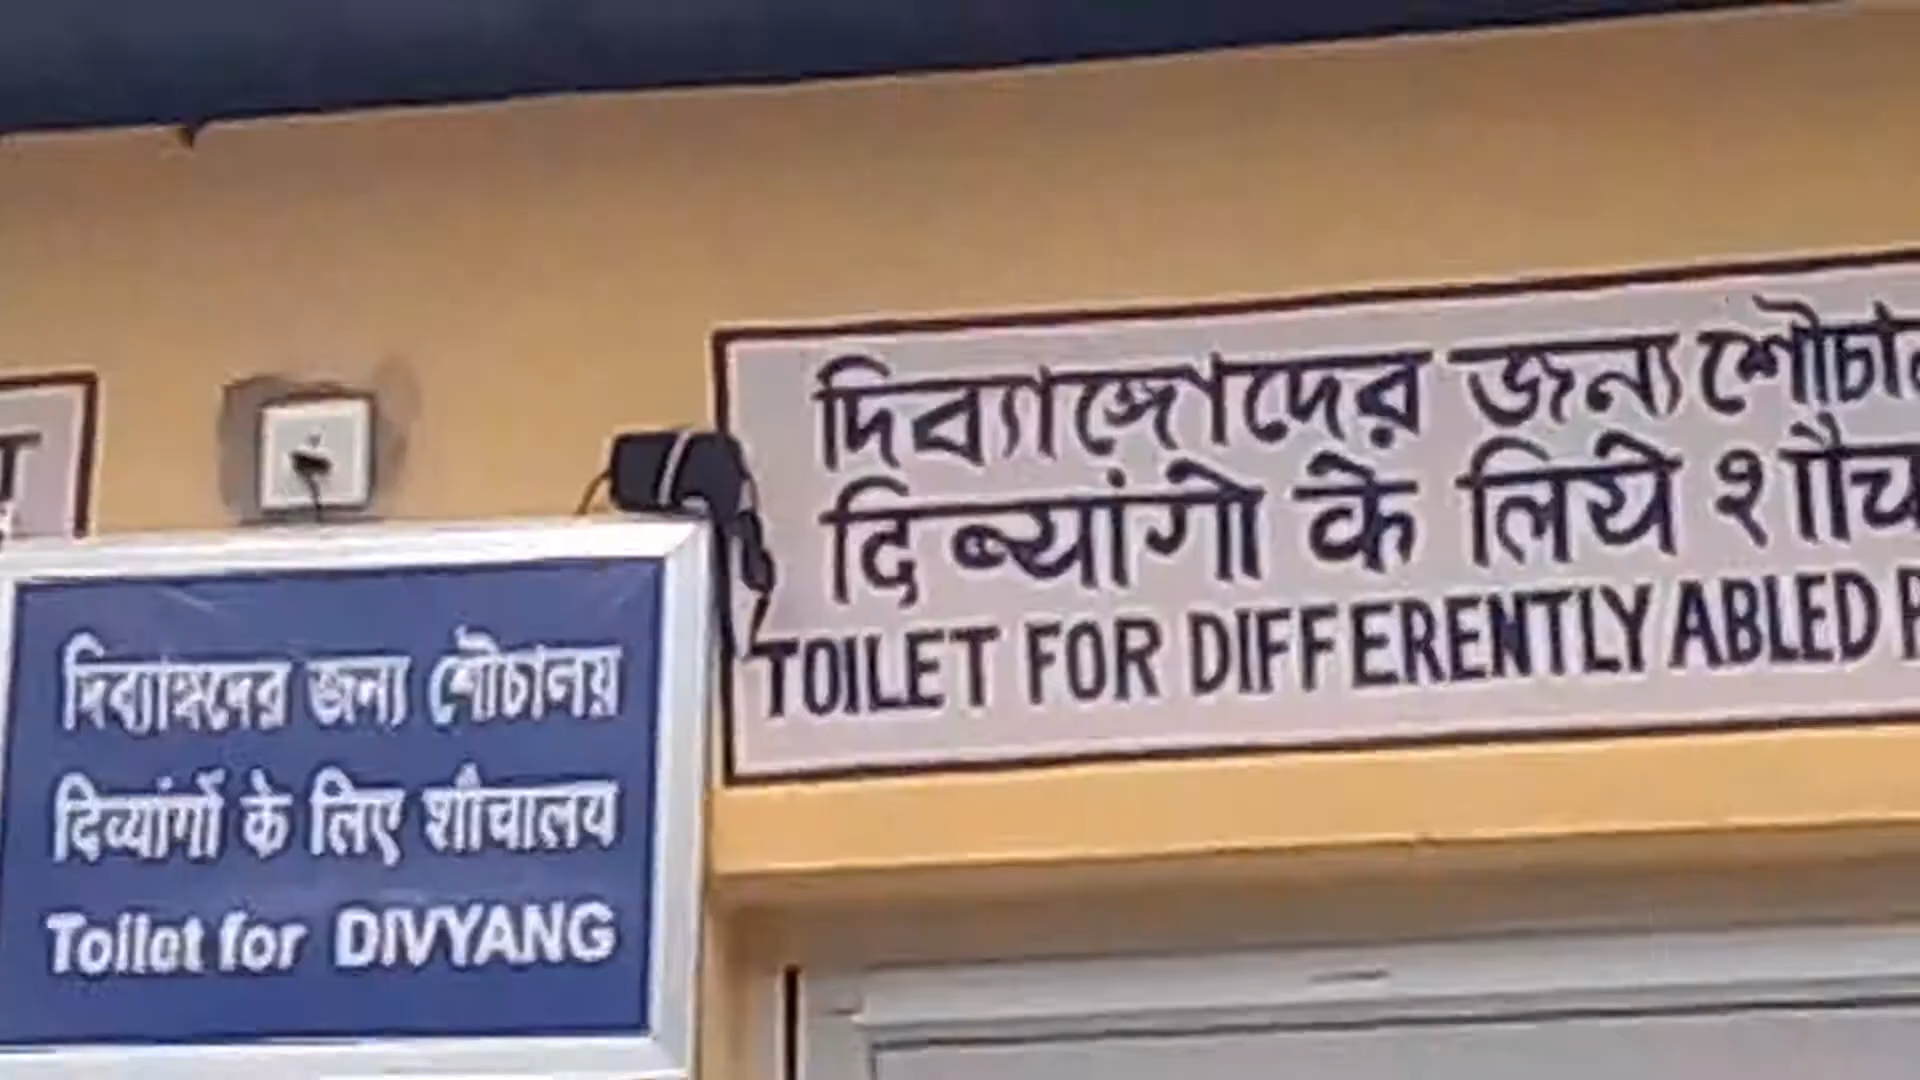 দিব্যাঙ্গদের জন্য শৌচালয়
दिव्यांगों के लिए शौचालय
Toilet for DIVYANG
দিব্যাঙ্গোদের জন্য শৌচাল
दिव्यांगो के लिये शौच
TOILET FOR DIFFERENTLY ABLED P